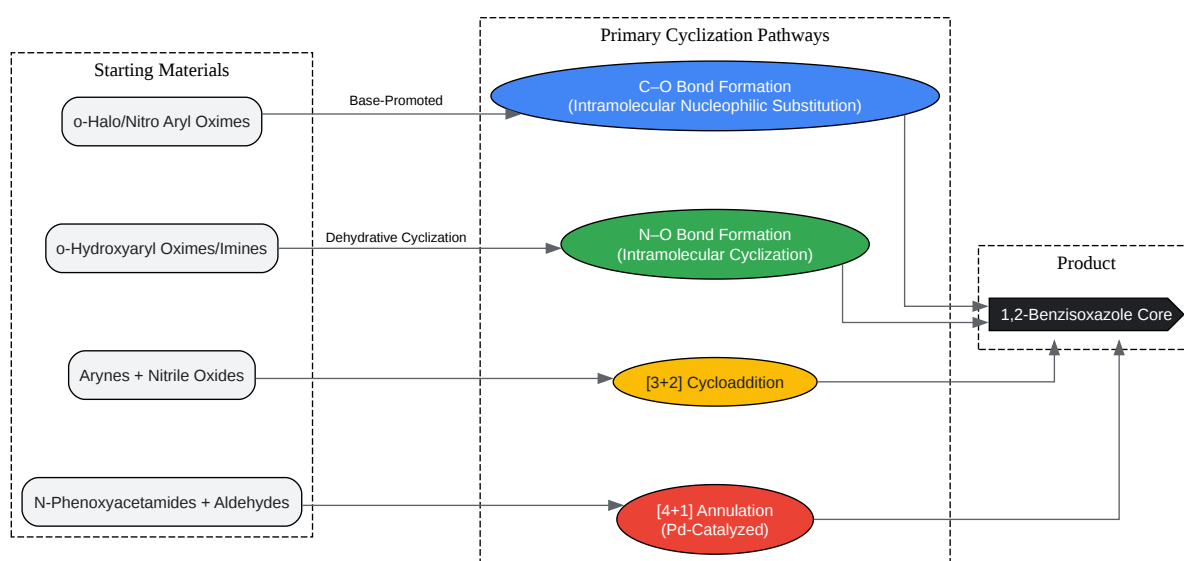 Starting Materials
Primary Cyclization Pathways
o-Halo/Nitro Aryl Oximes
Base-Promoted
C–O Bond Formation
(Intramolecular Nucleophilic Substitution)
o-Hydroxyaryl Oximes/Imines
Dehydrative Cyclization
N–O Bond Formation
(Intramolecular Cyclization)
Product
1,2-Benzisoxazole Core
Arynes + Nitrile Oxides
[3+2] Cycloaddition
N-Phenoxyacetamides + Aldehydes
[4+1] Annulation
(Pd-Catalyzed)